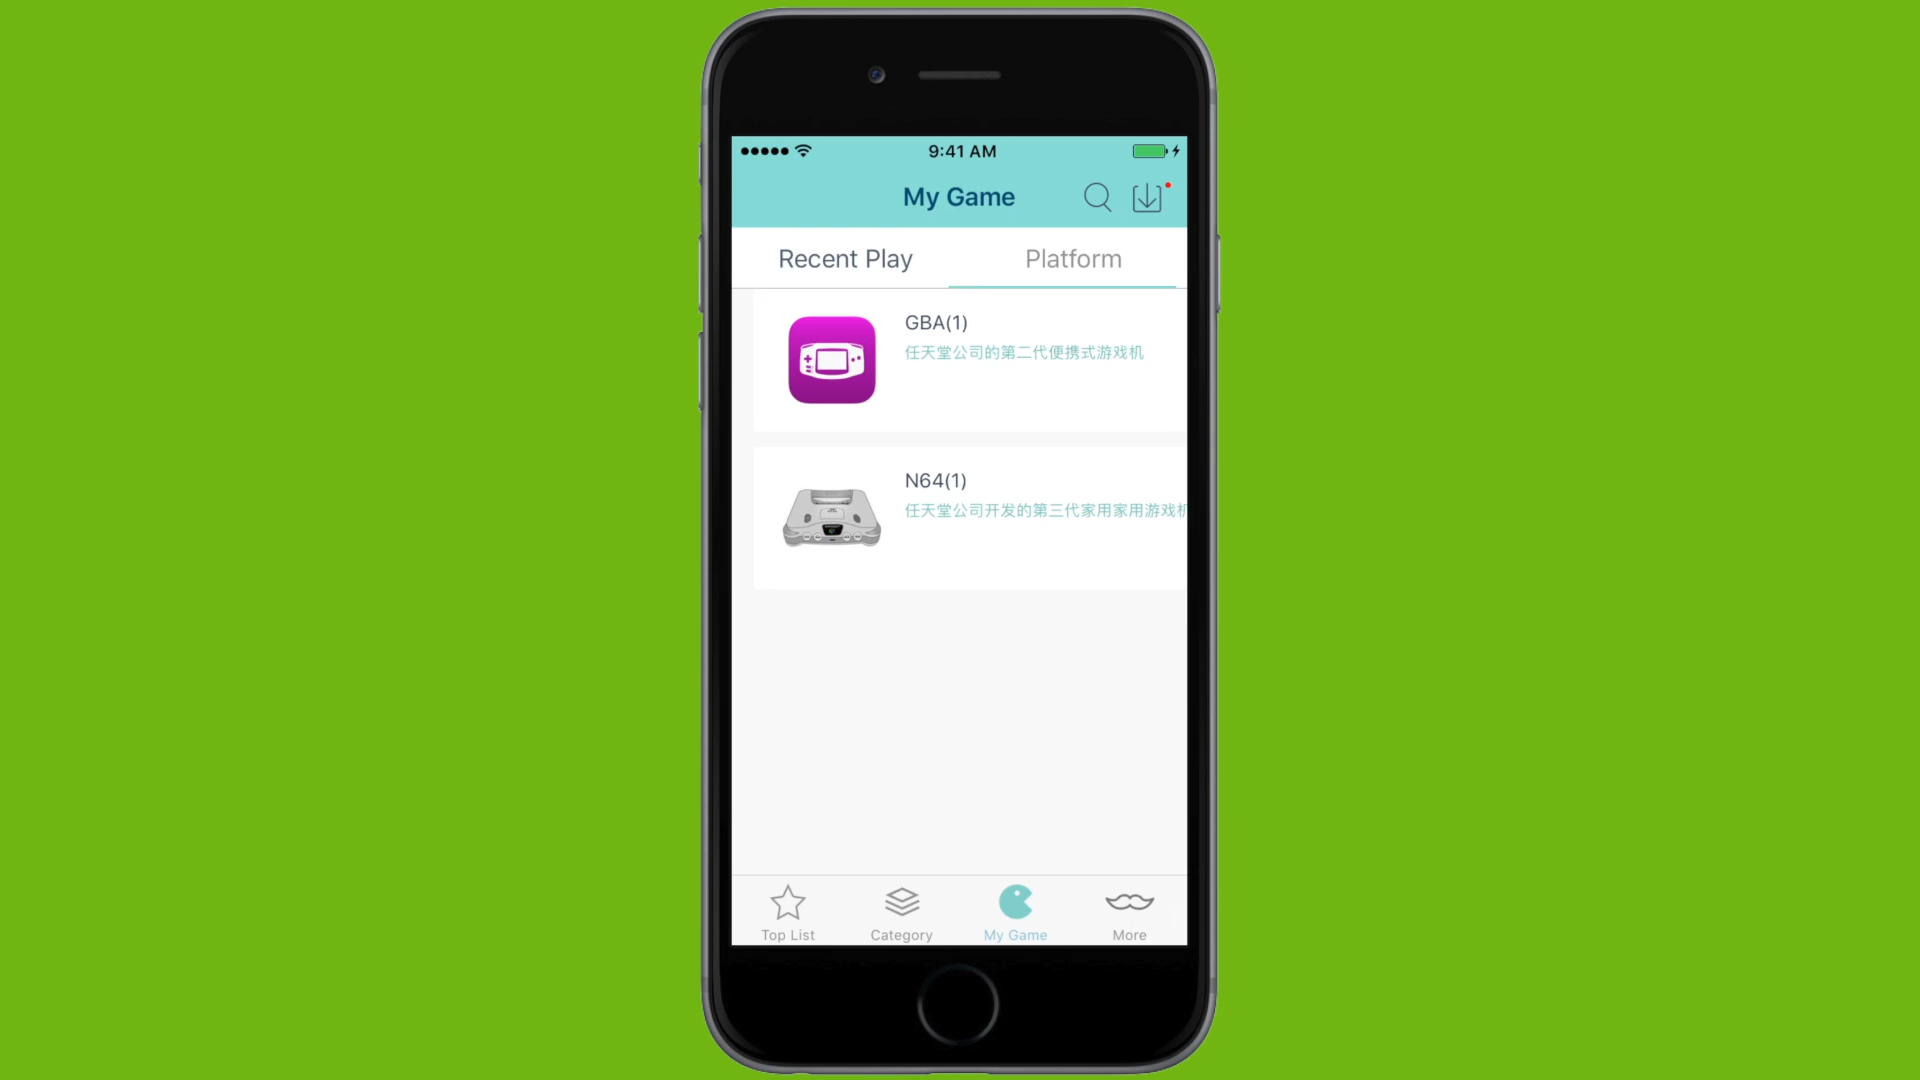 9:41 AM
My Game
Recent Play
Platform
GBA(1)
任天堂公司的第二代便携式游戏机
N64(1)
任天堂公司开发的第三代家用家用游戏机
Top List
Category
My Game
More